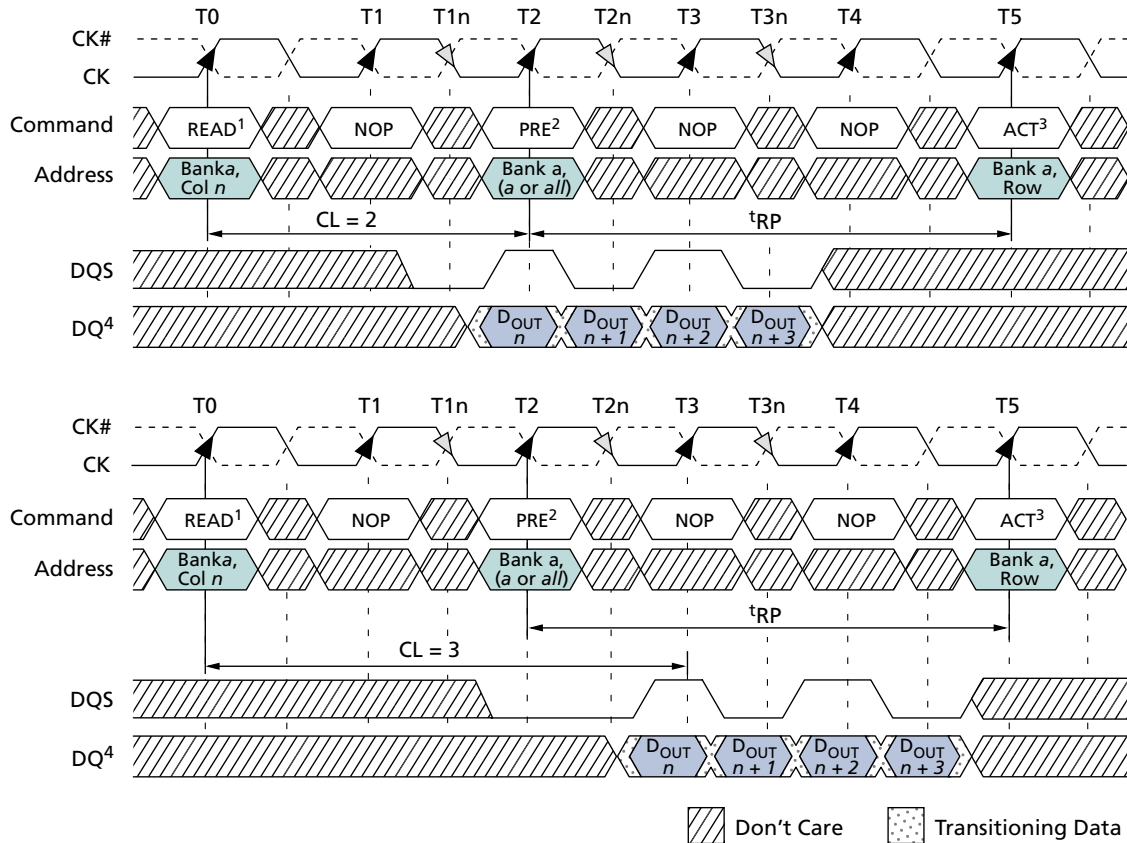 T0 T1 T1n T2 T2n T3 T3n T4 T5
CK#
CK
Command READ¹ NOP PRE² NOP NOP ACT³
Address Banka, Col n Bank a, (a or all) Bank a, Row
CL = 2 ᵗRP
DQS
DQ⁴ DOUT n DOUT n + 1 DOUT n + 2 DOUT n + 3
T0 T1 T1n T2 T2n T3 T3n T4 T5
CK#
CK
Command READ¹ NOP PRE² NOP NOP ACT³
Address Banka, Col n Bank a, (a or all) Bank a, Row
ᵗRP
CL = 3
DQS
DQ⁴ DOUT n DOUT n + 1 DOUT n + 2 DOUT n + 3
Don't Care Transitioning Data